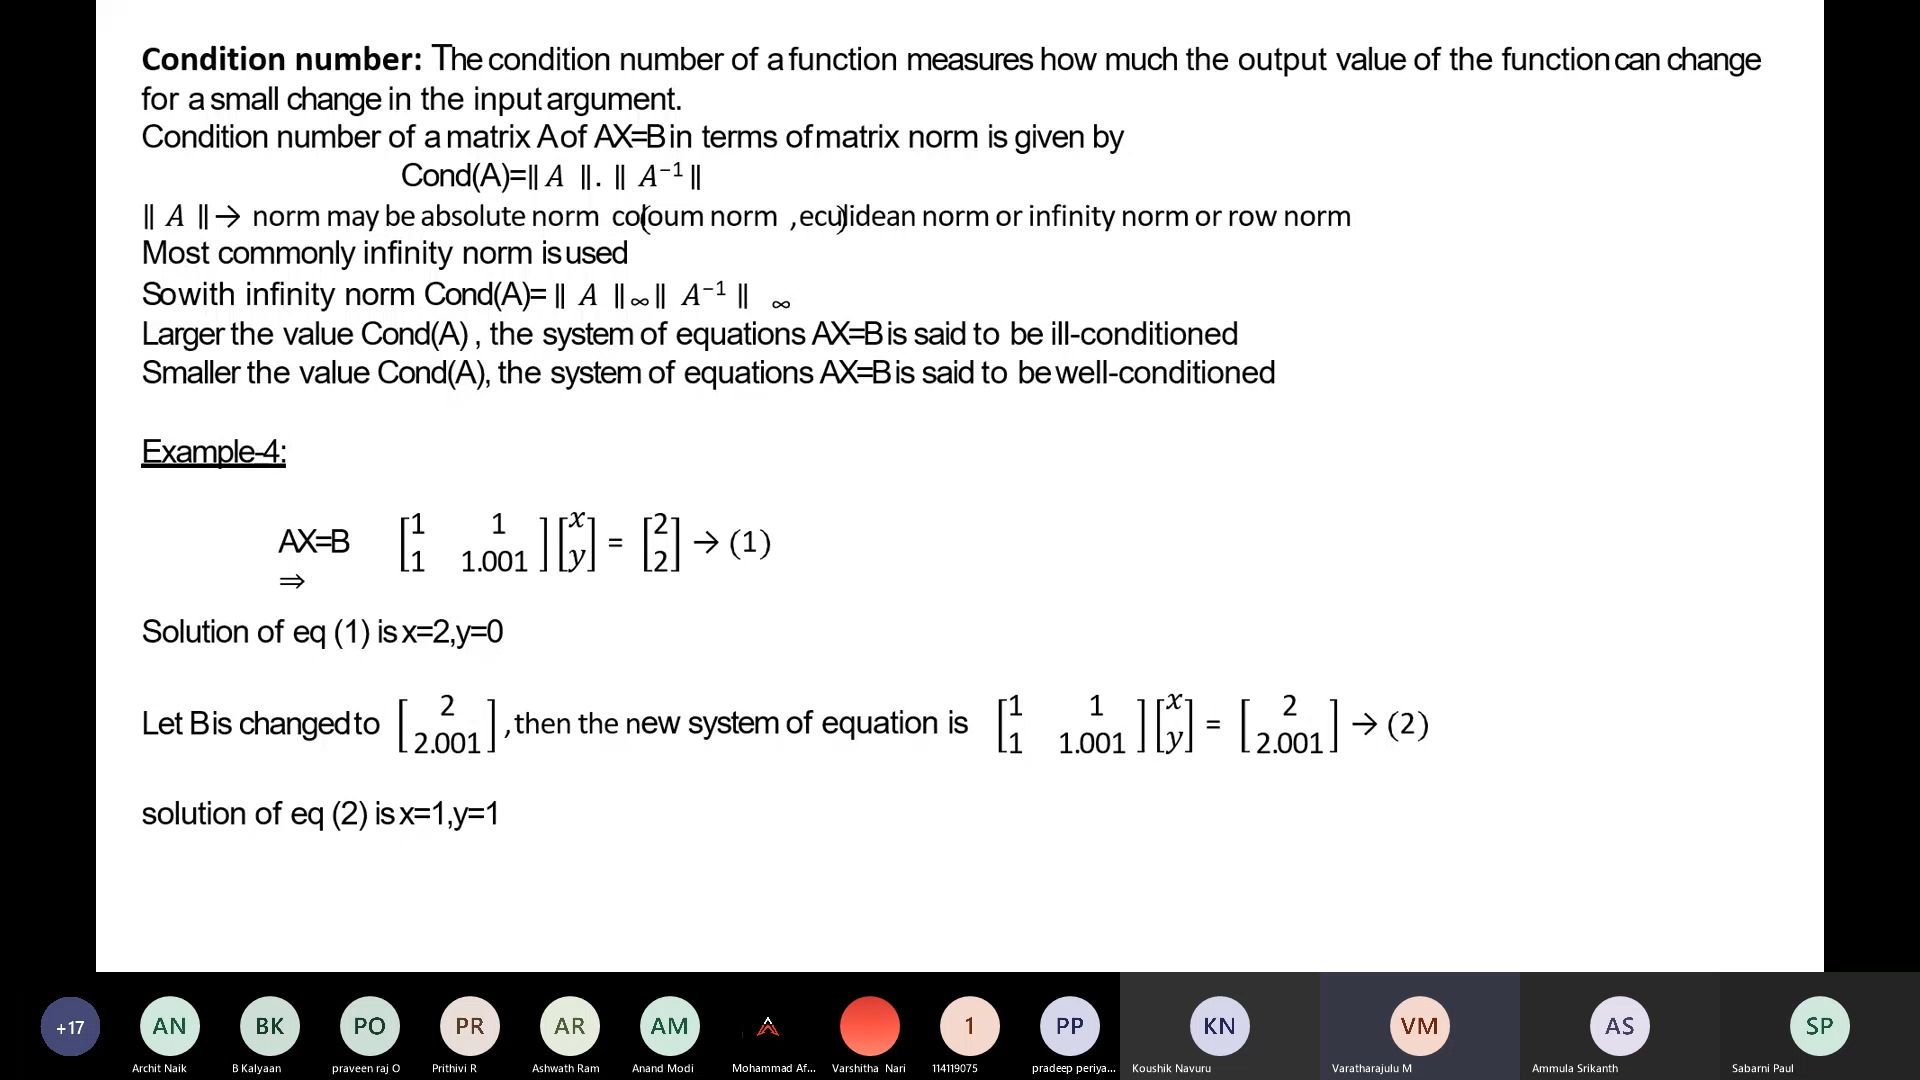 Condition number: The condition number of a function measures how much the output value of the function can change
for a small change in the input argument.
Condition number of a matrix A of AX=B in terms of matrix norm is given by
Cond(A)=‖ A ‖. ‖ A⁻¹ ‖
‖ A ‖→ norm may be absolute norm (coloum norm), eculidean norm or infinity norm or row norm
Most commonly infinity norm is used
So with infinity norm Cond(A)= ‖ A ‖∞‖ A⁻¹ ‖ ∞
Larger the value Cond(A) , the system of equations AX=B is said to be ill-conditioned
Smaller the value Cond(A), the system of equations AX=B is said to be well-conditioned
Example-4:
AX=B ⇒ [1 1; 1 1.001] [x; y] = [2; 2] → (1)
Solution of eq (1) is x=2,y=0
Let B is changed to [2; 2.001] ,then the new system of equation is [1 1; 1 1.001] [x; y] = [2; 2.001] → (2)
solution of eq (2) is x=1,y=1
+17 AN BK PO PR AR AM 1 PP KN VM AS SP
Archit Naik B Kalyaan praveen raj O Prithivi R Ashwath Ram Anand Modi Mohammad Af... Varshitha Nari 114119075 pradeep periya... Koushik Navuru Varatharajulu M Ammula Srikanth Sabarni Paul